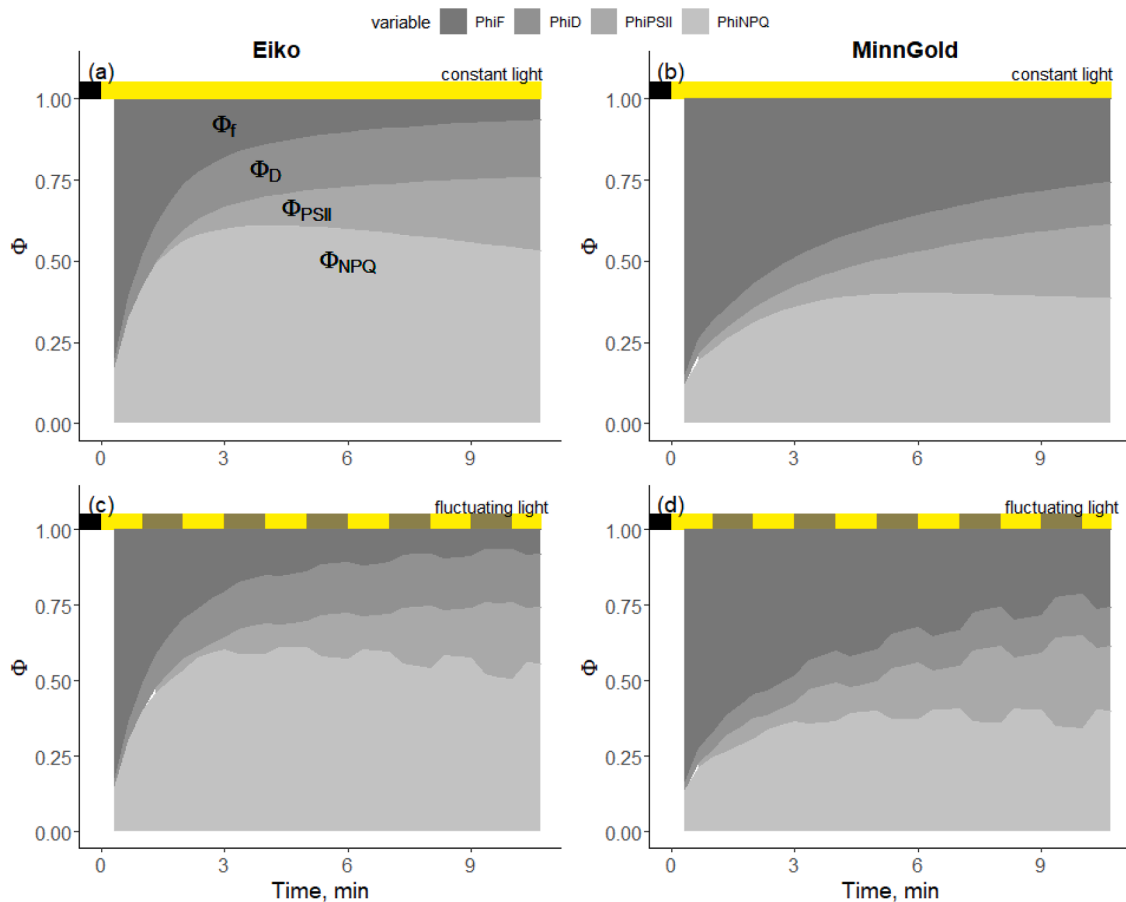 variable PhiF PhiD PhiPSII PhiNPQ
Eiko MinnGold
(a) constant light (b) constant light
1.00 1.00
Φf
0.75 ΦD 0.75
ΦPSII
Φ 0.50 ΦNPQ Φ 0.50
0.25 0.25
0.00 0.00
0 3 6 9 0 3 6 9
(c) fluctuating light (d) fluctuating light
1.00 1.00
0.75 0.75
Φ 0.50 Φ 0.50
0.25 0.25
0.00 0.00
0 3 6 9 0 3 6 9
Time, min Time, min